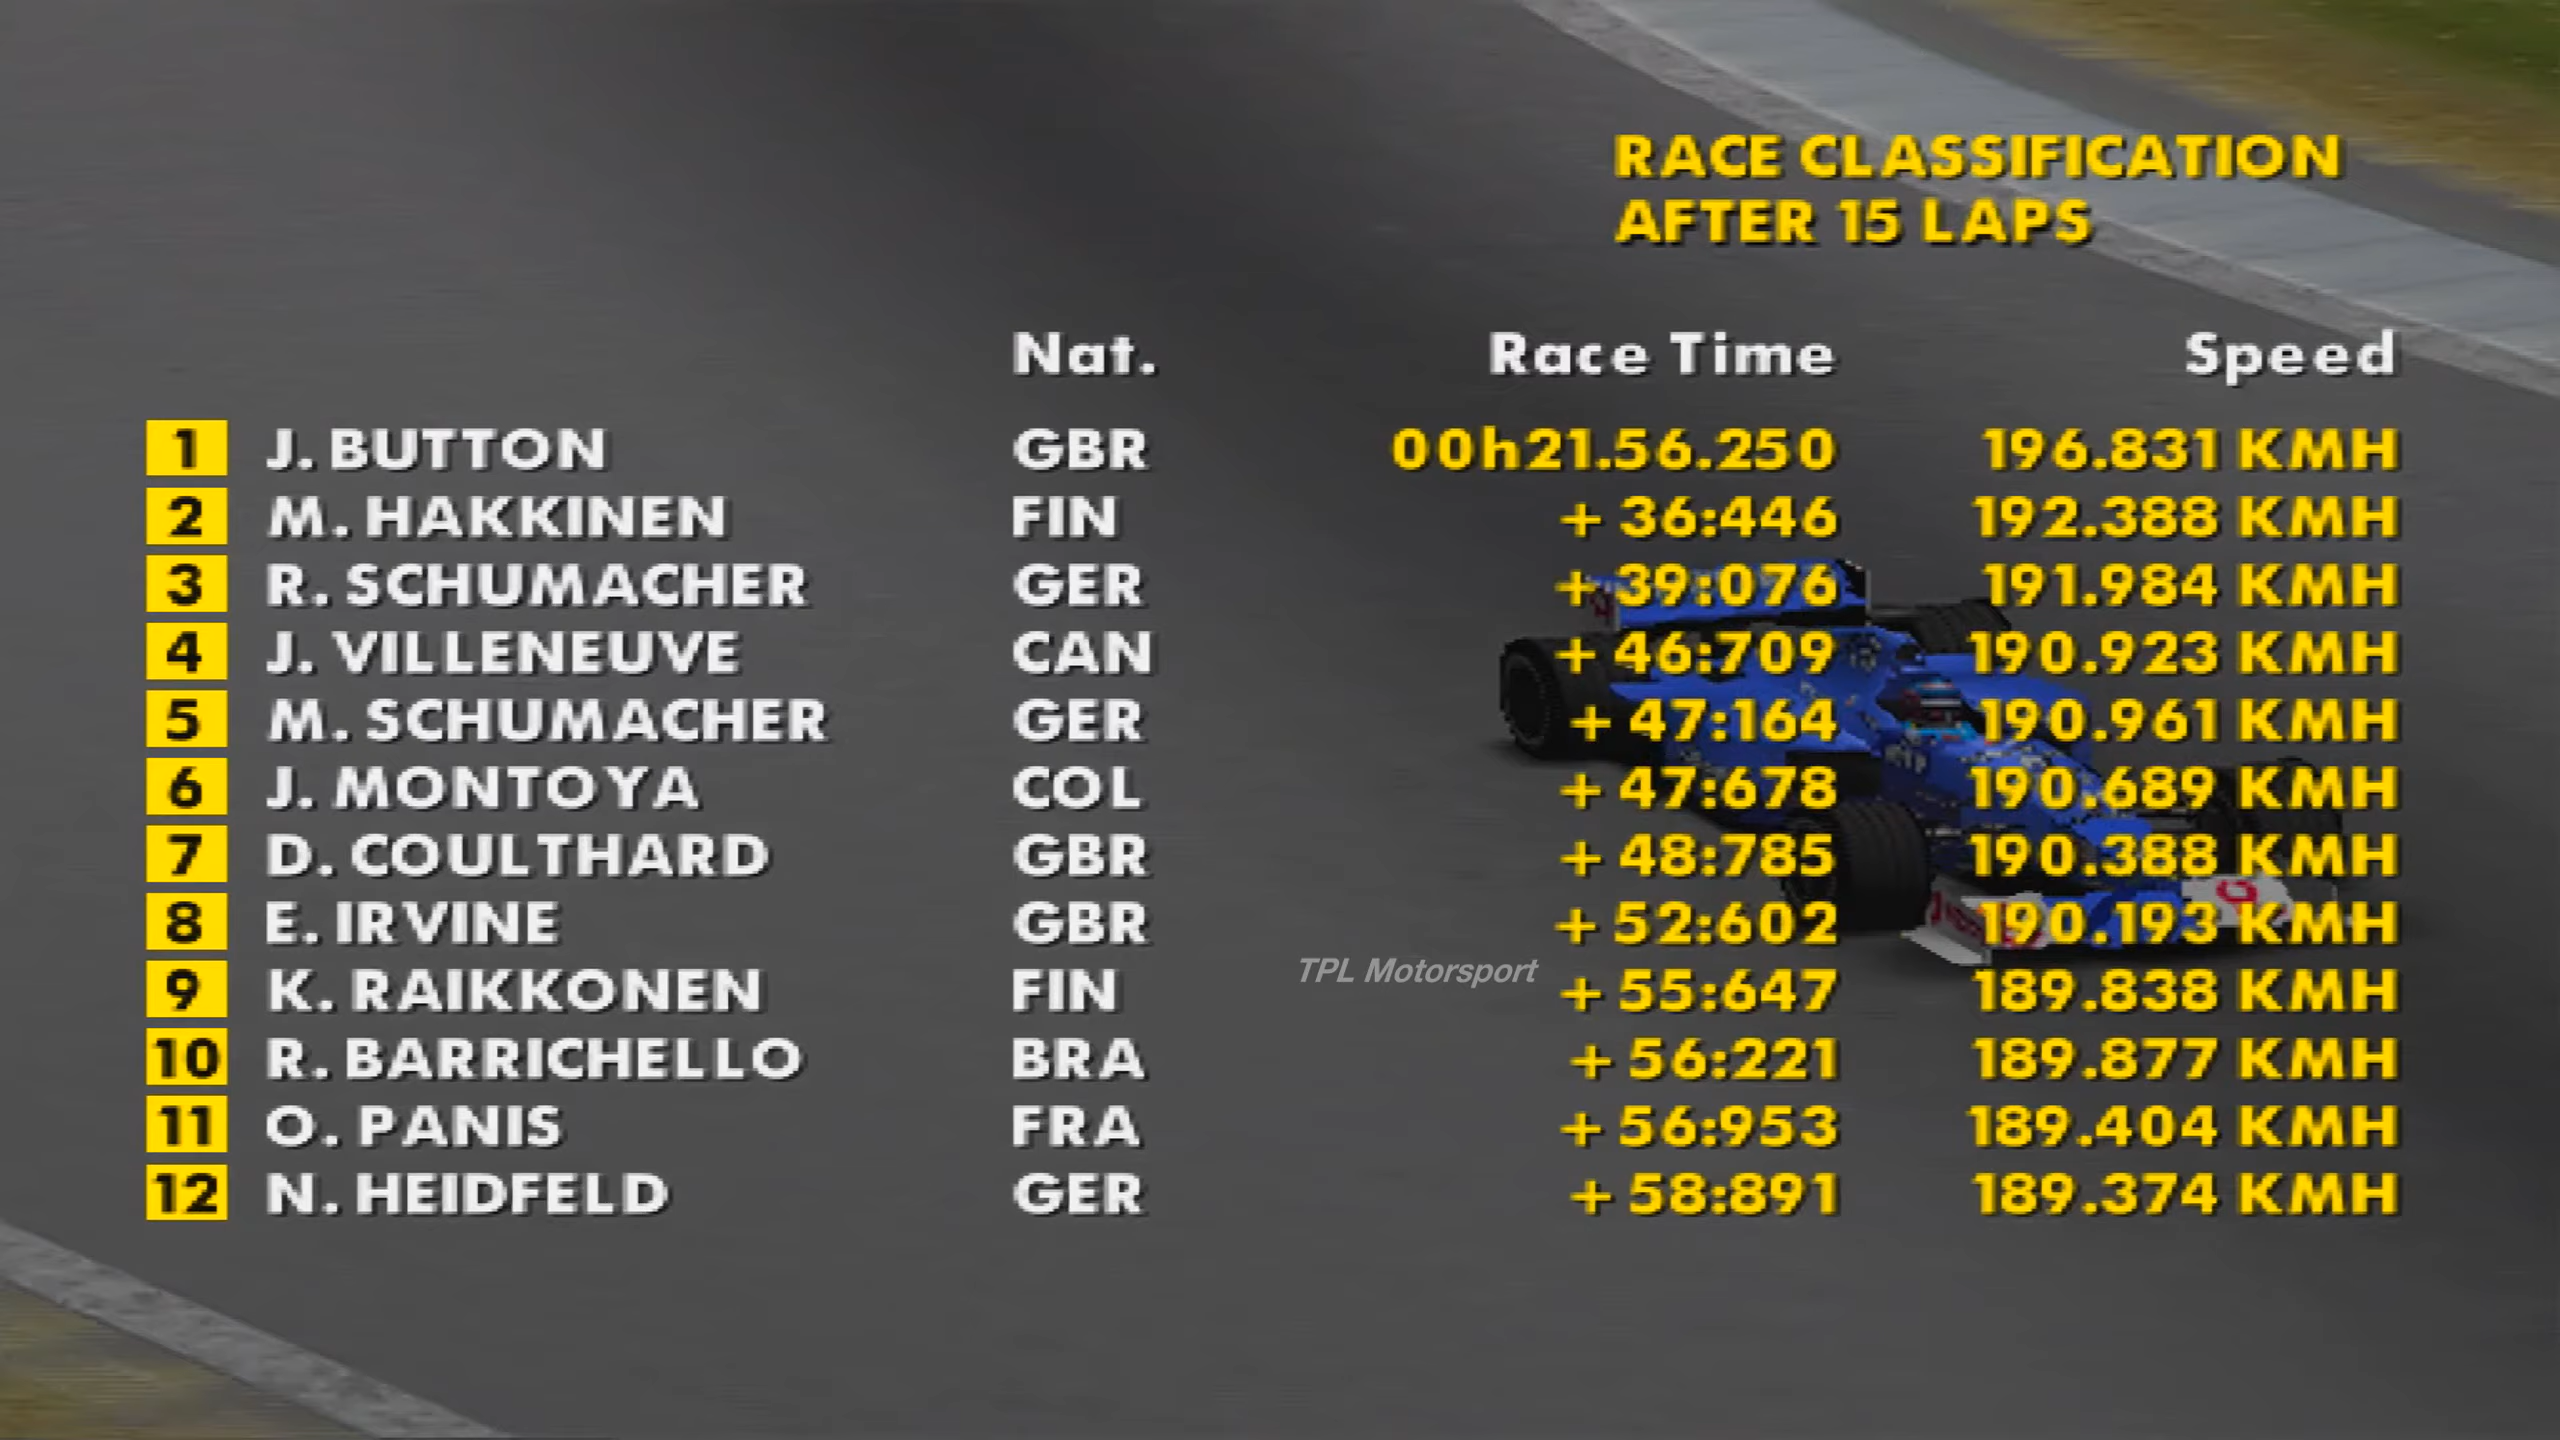 RACE CLASSIFICATION
AFTER 15 LAPS
Nat. Race Time Speed
1 J. BUTTON GBR 00h21.56.250 196.831 KMH
2 M. HAKKINEN FIN + 36:446 192.388 KMH
3 R. SCHUMACHER GER + 39:076 191.984 KMH
4 J. VILLENEUVE CAN + 46:709 190.923 KMH
5 M. SCHUMACHER GER + 47:164 190.961 KMH
6 J. MONTOYA COL + 47:678 190.689 KMH
7 D. COULTHARD GBR + 48:785 190.388 KMH
8 E. IRVINE GBR + 52:602 190.193 KMH
TPL Motorsport
9 K. RAIKKONEN FIN + 55:647 189.838 KMH
10 R. BARRICHELLO BRA + 56:221 189.877 KMH
11 O. PANIS FRA + 56:953 189.404 KMH
12 N. HEIDFELD GER + 58:891 189.374 KMH